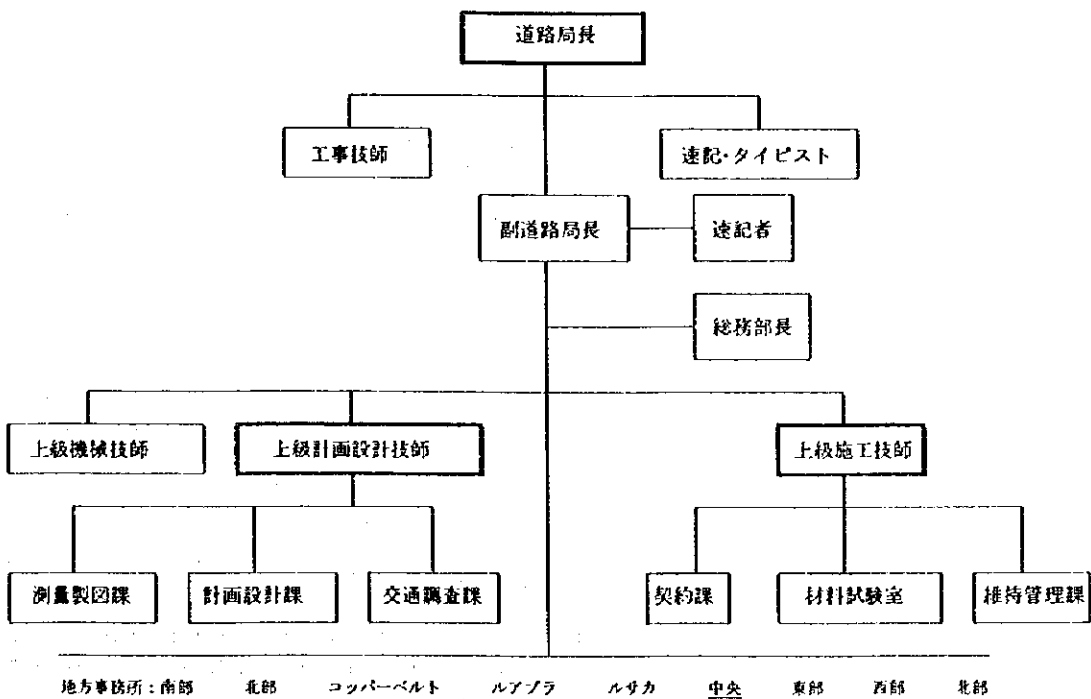 道路局長
工事技師
速記・タイピスト
副道路局長
速記者
総務部長
上級機械技師
上級計画設計技師
上級施工技師
測量製図課
計画設計課
交通調査課
契約課
材料試験室
維持管理課
地方事務所：南部 北部 コッパーベルト ルアプラ ルサカ 中央 東部 西部 北部